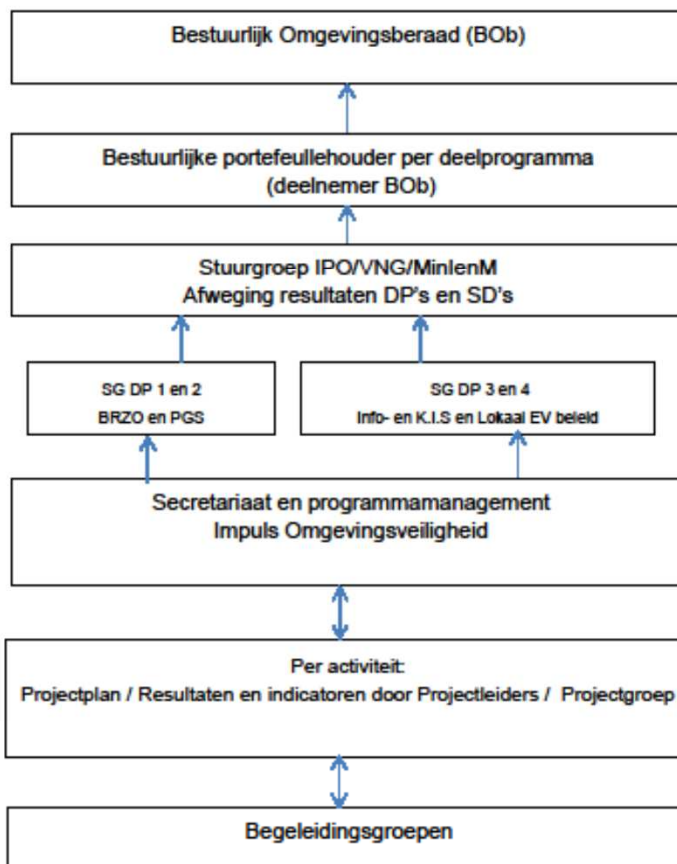 Bestuurlijk Omgevingsberaad (BOb)
Bestuurlijke portefeullehouder per deelprogramma
(deelnemer BOb)
Stuurgroep IPO/VNG/MinIenM
Afweging resultaten DP's en SD's
SG DP 1 en 2
BRZO en PGS
SG DP 3 en 4
Info- en K.I.S en Lokaal EV beleid
Secretariaat en programmamanagement
Impuls Omgevingsveiligheid
Per activiteit:
Projectplan / Resultaten en indicatoren door Projectleiders / Projectgroep
Begeleidingsgroepen